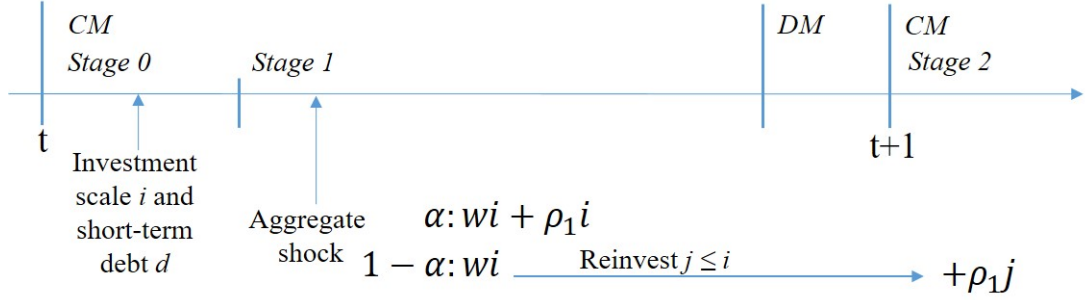 CM
Stage 0
Stage 1
DM
CM
Stage 2
t
t+1
Investment
scale i and
short-term
debt d
Aggregate
shock
α: wi + ρ₁i
1 − α: wi
Reinvest j ≤ i
+ρ₁j